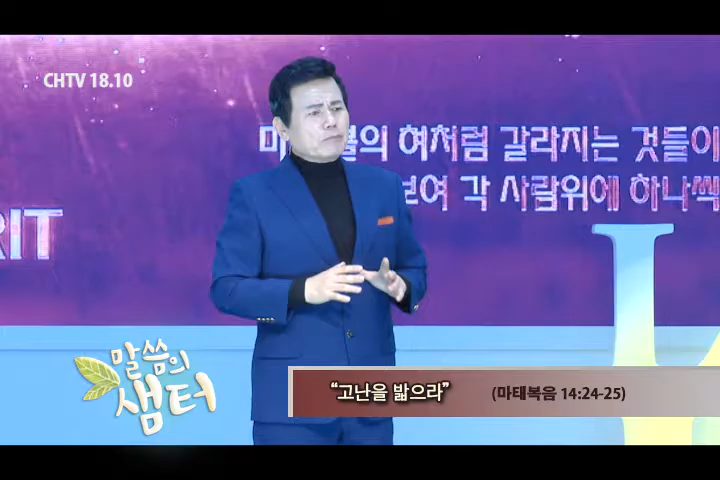 CHTV 18.10
의 혀처럼 갈라지는 것들이
보여 각 사람위에 하나씩
RIT
말씀의
샘터
“고난을 밟으라” (마태복음 14:24-25)